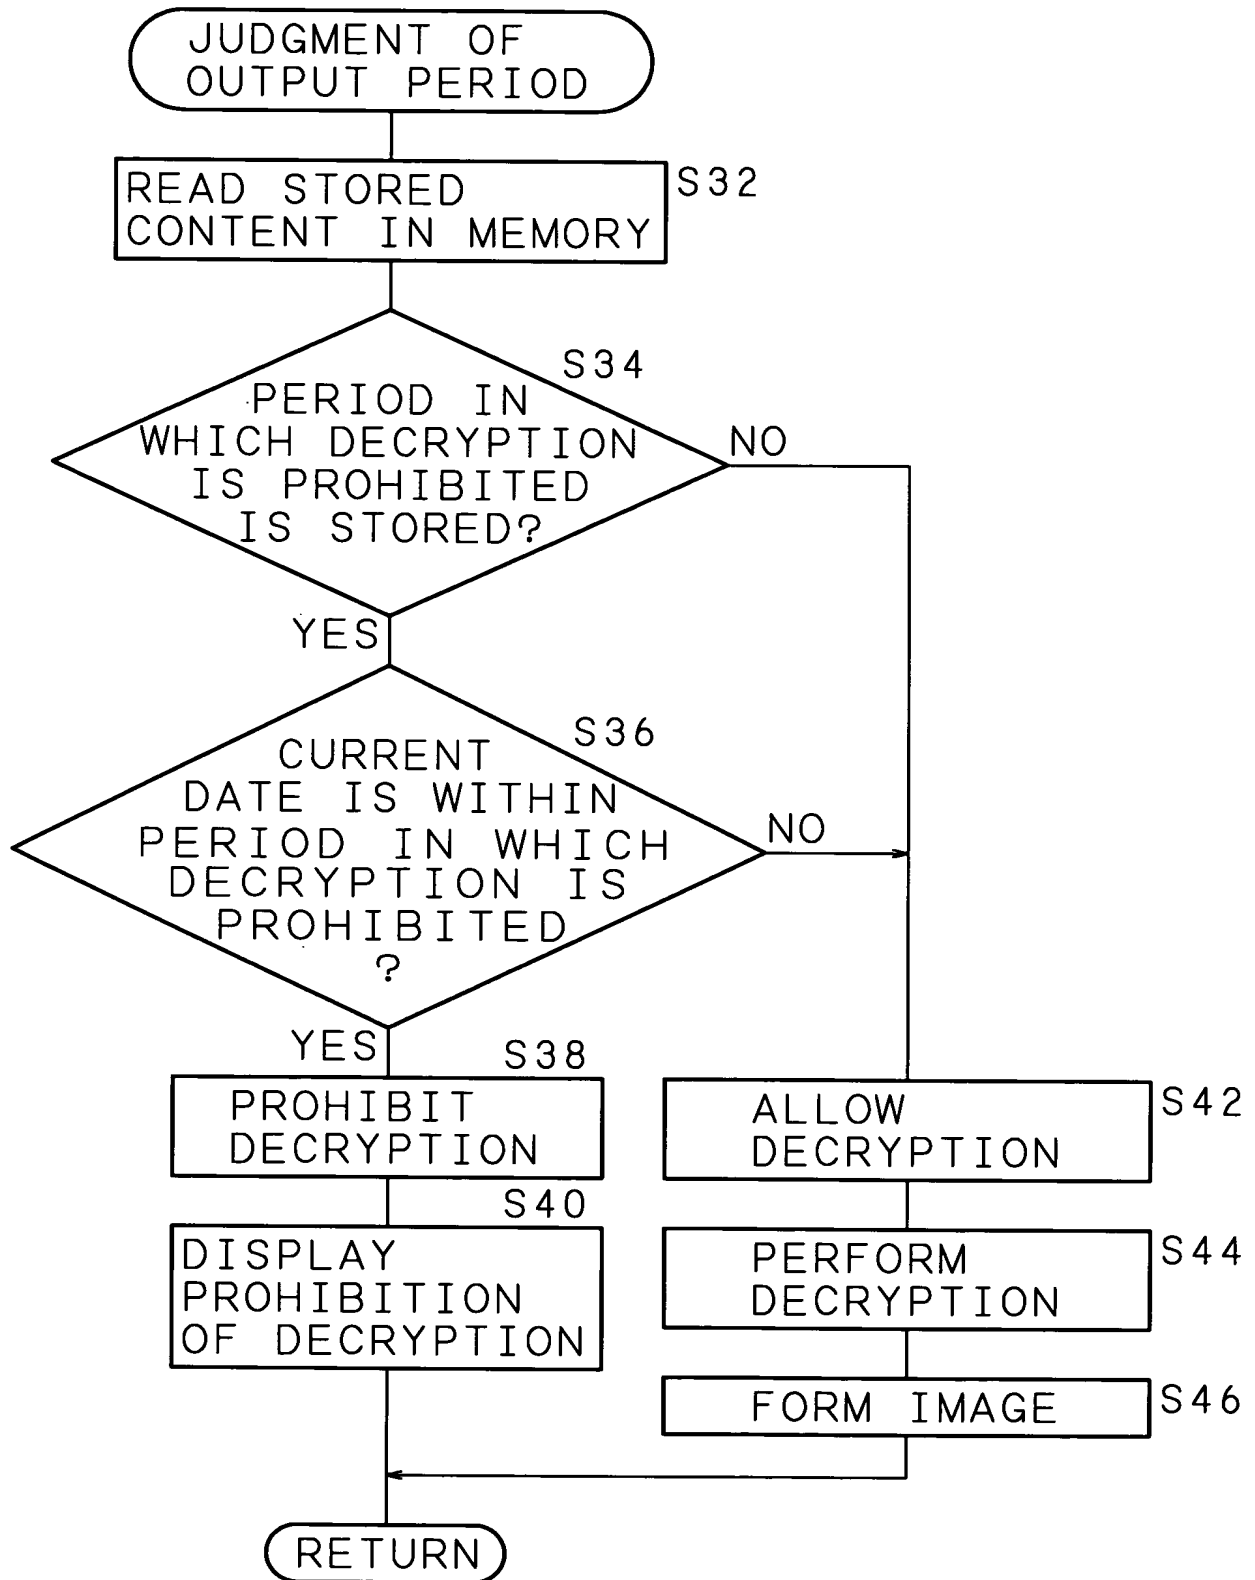 JUDGMENT OF
OUTPUT PERIOD
READ STORED
CONTENT IN MEMORY
S32
S34
PERIOD IN
WHICH DECRYPTION
IS PROHIBITED
IS STORED?
NO
YES
S36
CURRENT
DATE IS WITHIN
PERIOD IN WHICH
DECRYPTION IS
PROHIBITED
?
NO
YES
S38
PROHIBIT
DECRYPTION
S40
DISPLAY
PROHIBITION
OF DECRYPTION
ALLOW
DECRYPTION
S42
PERFORM
DECRYPTION
S44
FORM IMAGE
S46
RETURN